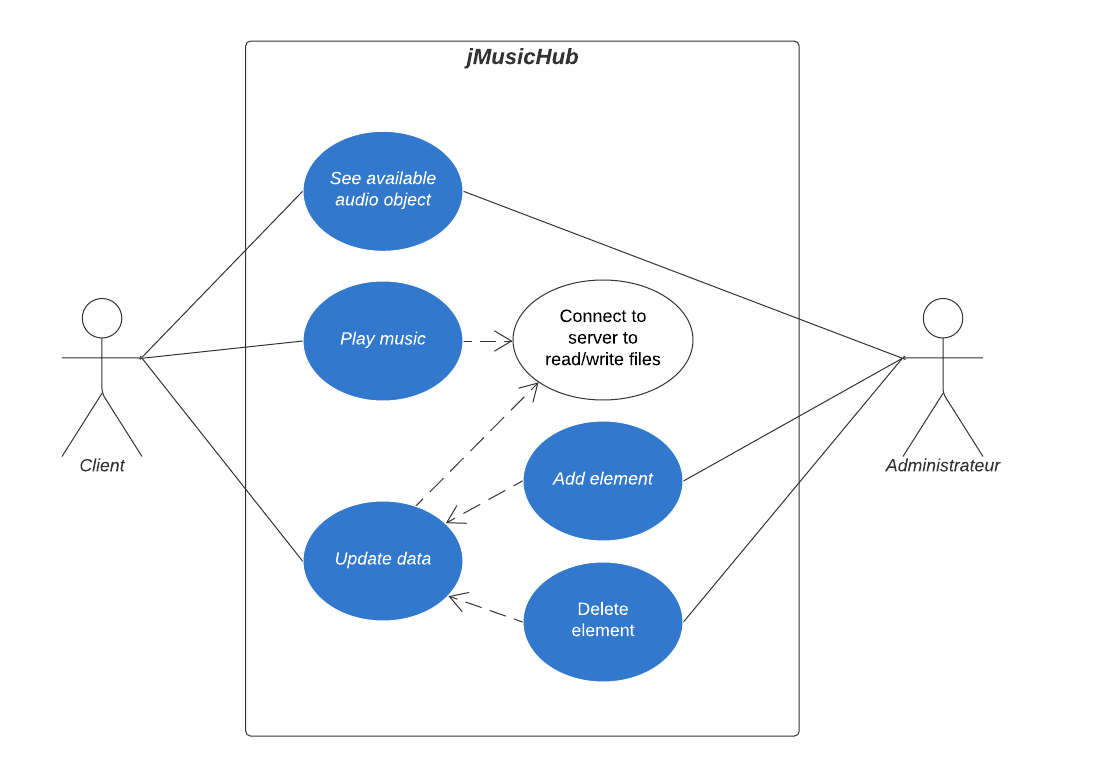 jMusicHub
See available
audio object
Play music
Connect to
server to
read/write files
Client
Administrateur
Add element
Update data
Delete
element